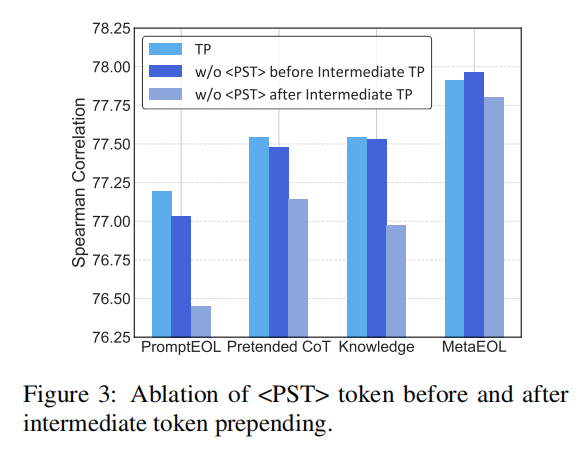 78.25
78.00
77.75
77.50
77.25
77.00
76.75
76.50
76.25
Spearman Correlation
TP
w/o <PST> before Intermediate TP
w/o <PST> after Intermediate TP
PromptEOL Pretended CoT Knowledge MetaEOL
Figure 3: Ablation of <PST> token before and after
intermediate token prepending.